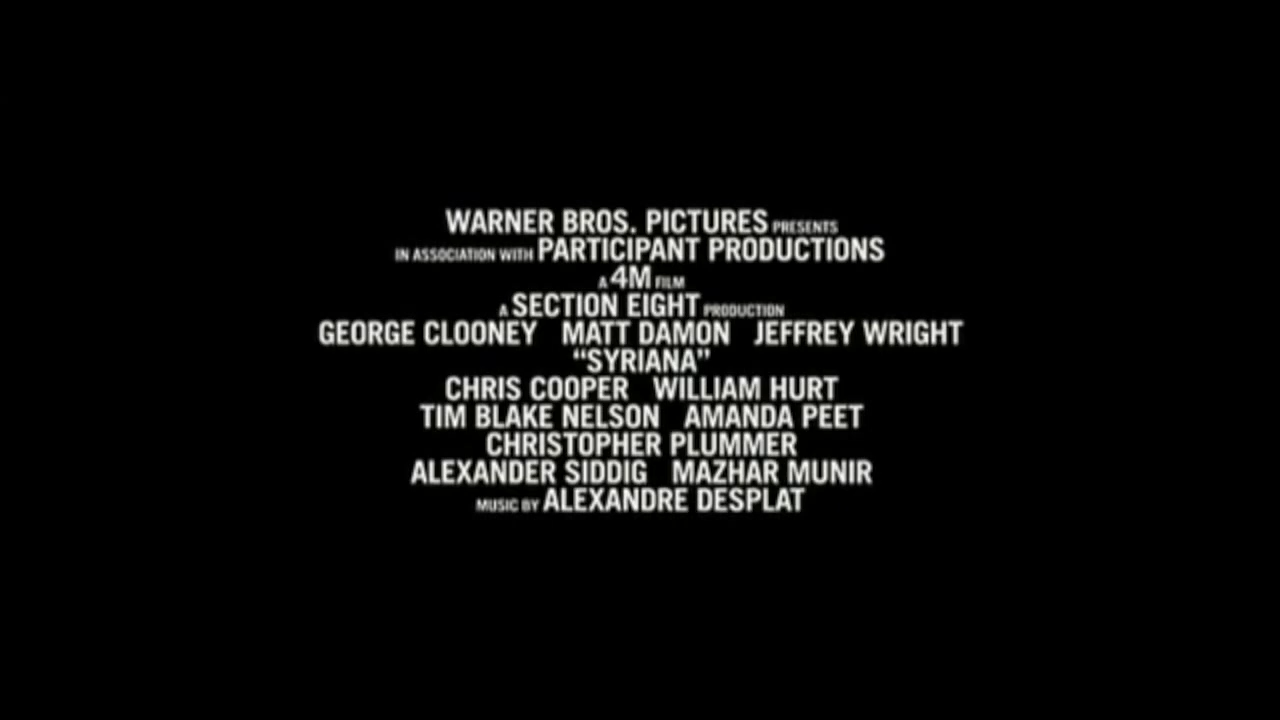 WARNER BROS. PICTURES PRESENTS
IN ASSOCIATION WITH PARTICIPANT PRODUCTIONS
A 4M FILM
A SECTION EIGHT PRODUCTION
GEORGE CLOONEY MATT DAMON JEFFREY WRIGHT
“SYRIANA”
CHRIS COOPER WILLIAM HURT
TIM BLAKE NELSON AMANDA PEET
CHRISTOPHER PLUMMER
ALEXANDER SIDDIG MAZHAR MUNIR
MUSIC BY ALEXANDRE DESPLAT